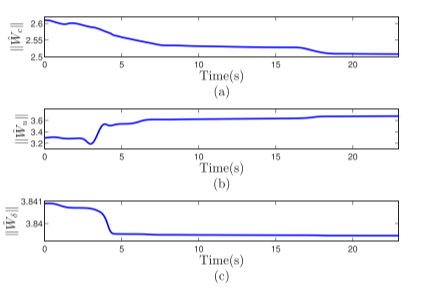 2.6
2.55
2.5
‖W̃c‖
0 5 10 15 20
Time(s)
(a)
3.6
3.4
3.2
0 5 10 15 20
Time(s)
(b)
3.841
3.84
‖W̃δ‖
0 5 10 15 20
Time(s)
(c)